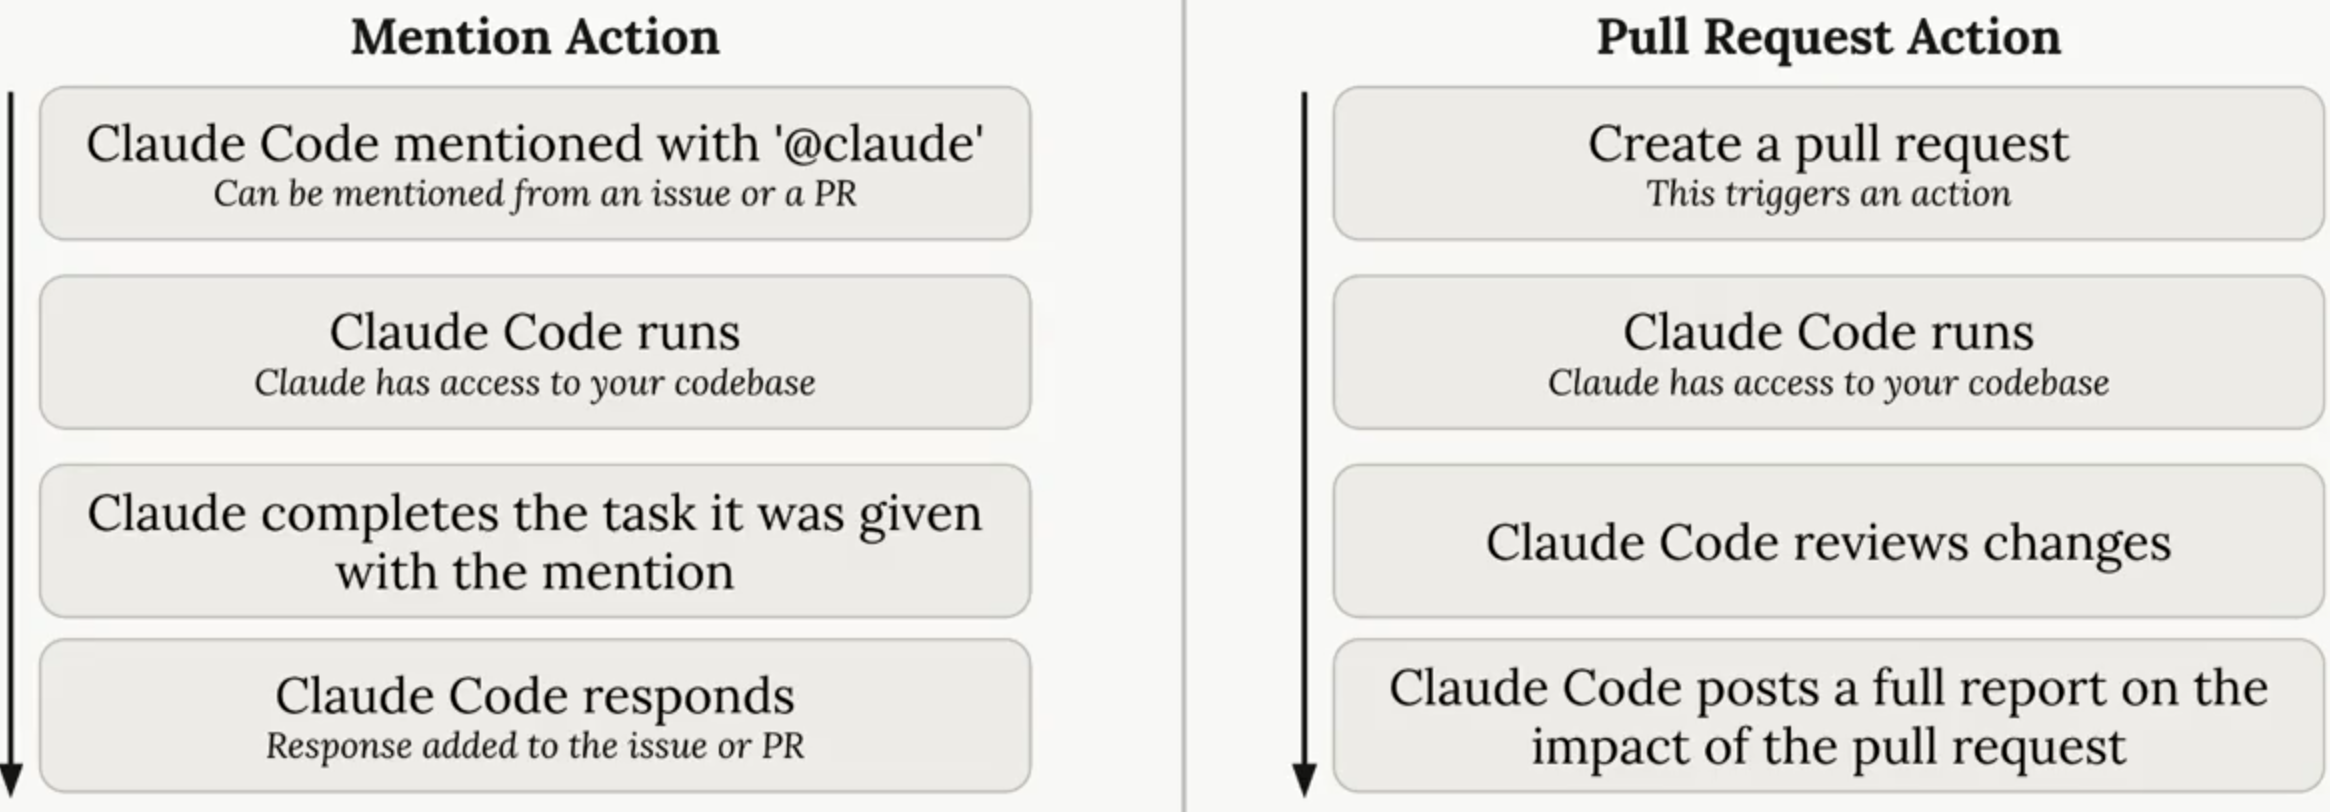 Mention Action
Claude Code mentioned with '@claude'
Can be mentioned from an issue or a PR
Claude Code runs
Claude has access to your codebase
Claude completes the task it was given
with the mention
Claude Code responds
Response added to the issue or PR
Pull Request Action
Create a pull request
This triggers an action
Claude Code runs
Claude has access to your codebase
Claude Code reviews changes
Claude Code posts a full report on the
impact of the pull request